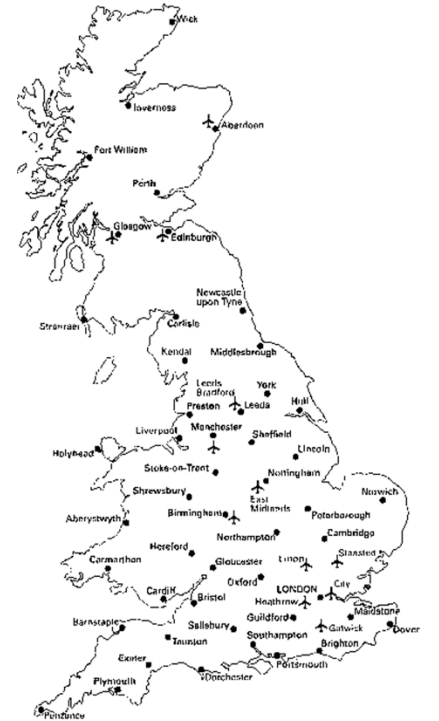 Wick
Inverness
Aberdeen
Fort William
Perth
Glasgow
Edinburgh
Newcastle
upon Tyne
Stranraer
Carlisle
Kendal
Middlesbrough
Leeds
Bradford
York
Preston
Leeds
Hull
Liverpool
Manchester
Sheffield
Holyhead
Lincoln
Stoke-on-Trent
Nottingham
Shrewsbury
East
Midlands
Norwich
Aberystwyth
Birmingham
Peterborough
Northampton
Cambridge
Hereford
Luton
Stansted
Carmarthen
Gloucester
Oxford
City
Cardiff
LONDON
Bristol
Heathrow
Maidstone
Barnstaple
Salisbury
Guildford
Gatwick
Dover
Taunton
Southampton
Brighton
Exeter
Portsmouth
Dorchester
Plymouth
Penzance